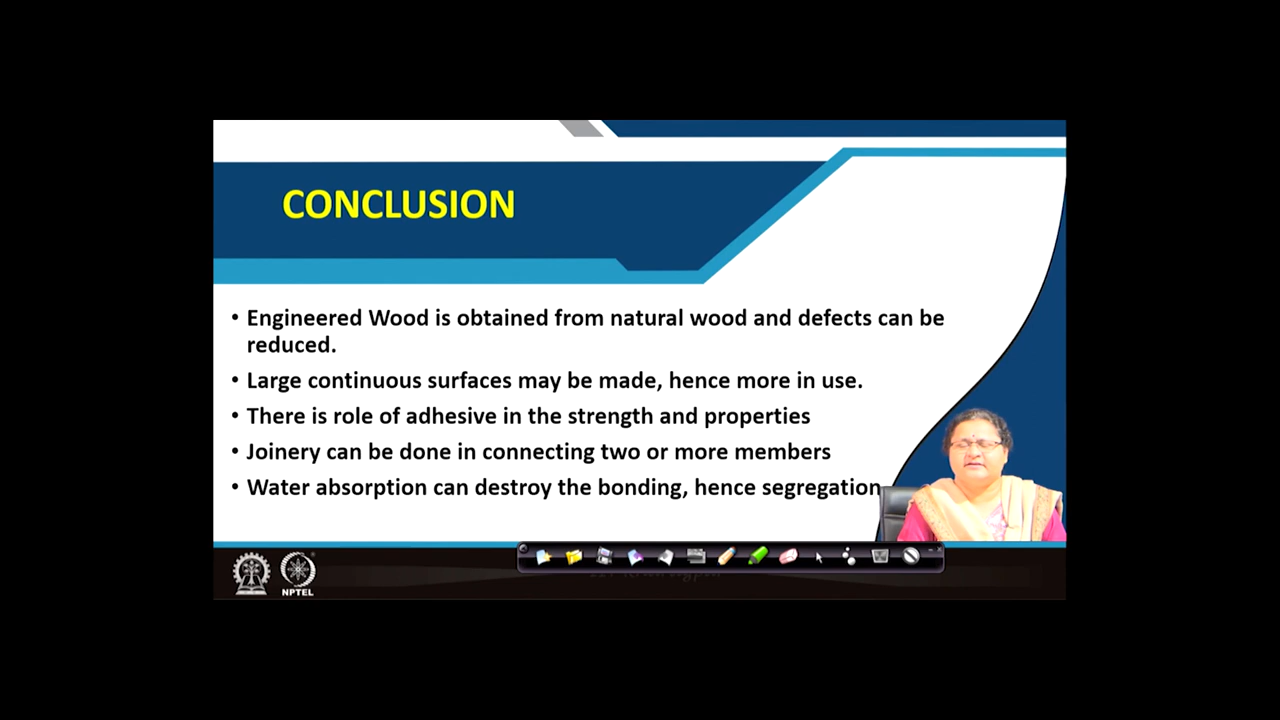 CONCLUSION
• Engineered Wood is obtained from natural wood and defects can be
reduced.
• Large continuous surfaces may be made, hence more in use.
• There is role of adhesive in the strength and properties
• Joinery can be done in connecting two or more members
• Water absorption can destroy the bonding, hence segregation
NPTEL